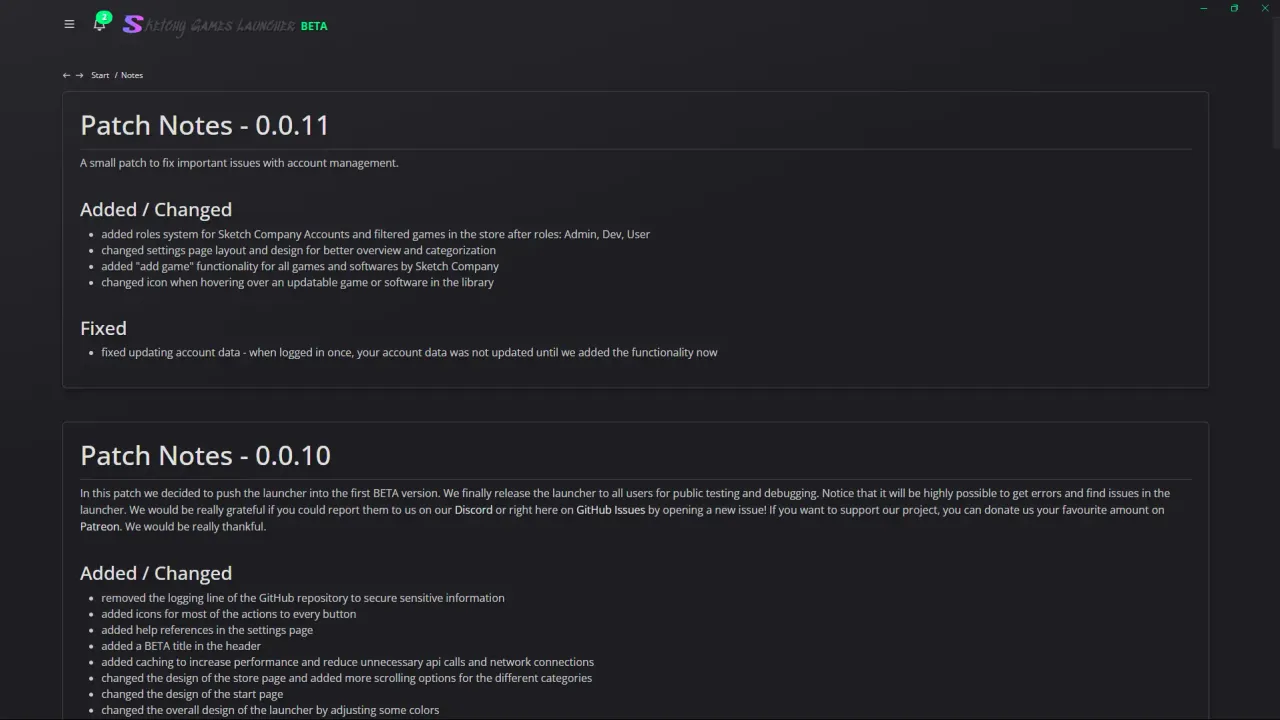 2
Sketchy Games Launcher BETA
← → Start / Notes
Patch Notes - 0.0.11
A small patch to fix important issues with account management.
Added / Changed
• added roles system for Sketch Company Accounts and filtered games in the store after roles: Admin, Dev, User
• changed settings page layout and design for better overview and categorization
• added "add game" functionality for all games and softwares by Sketch Company
• changed icon when hovering over an updatable game or software in the library
Fixed
• fixed updating account data - when logged in once, your account data was not updated until we added the functionality now
Patch Notes - 0.0.10
In this patch we decided to push the launcher into the first BETA version. We finally release the launcher to all users for public testing and debugging. Notice that it will be highly possible to get errors and find issues in the
launcher. We would be really grateful if you could report them to us on our Discord or right here on GitHub Issues by opening a new issue! If you want to support our project, you can donate us your favourite amount on
Patreon. We would be really thankful.
Added / Changed
• removed the logging line of the GitHub repository to secure sensitive information
• added icons for most of the actions to every button
• added help references in the settings page
• added a BETA title in the header
• added caching to increase performance and reduce unnecessary api calls and network connections
• changed the design of the store page and added more scrolling options for the different categories
• changed the design of the start page
• changed the overall design of the launcher by adjusting some colors